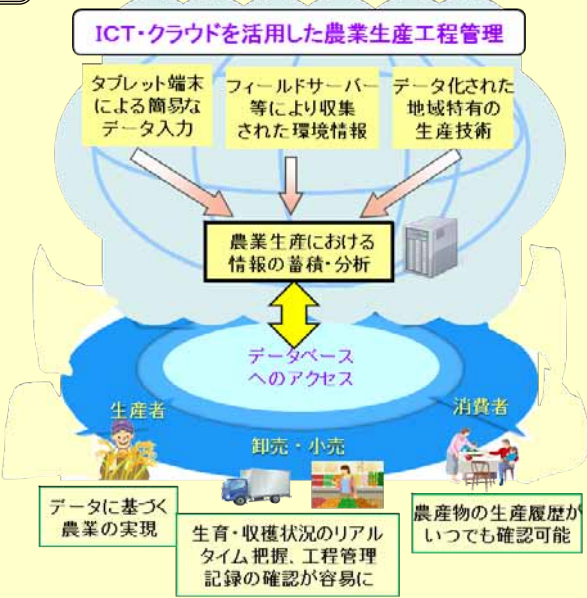 ICT・クラウドを活用した農業生産工程管理
タブレット端末
による簡易な
データ入力
フィールドサーバー
等により収集
された環境情報
データ化された
地域特有の
生産技術
農業生産における
情報の蓄積・分析
データベース
へのアクセス
生産者
卸売・小売
消費者
データに基づく
農業の実現
生育・収穫状況のリアル
タイム把握、工程管理
記録の確認が容易に
農産物の生産履歴が
いつでも確認可能